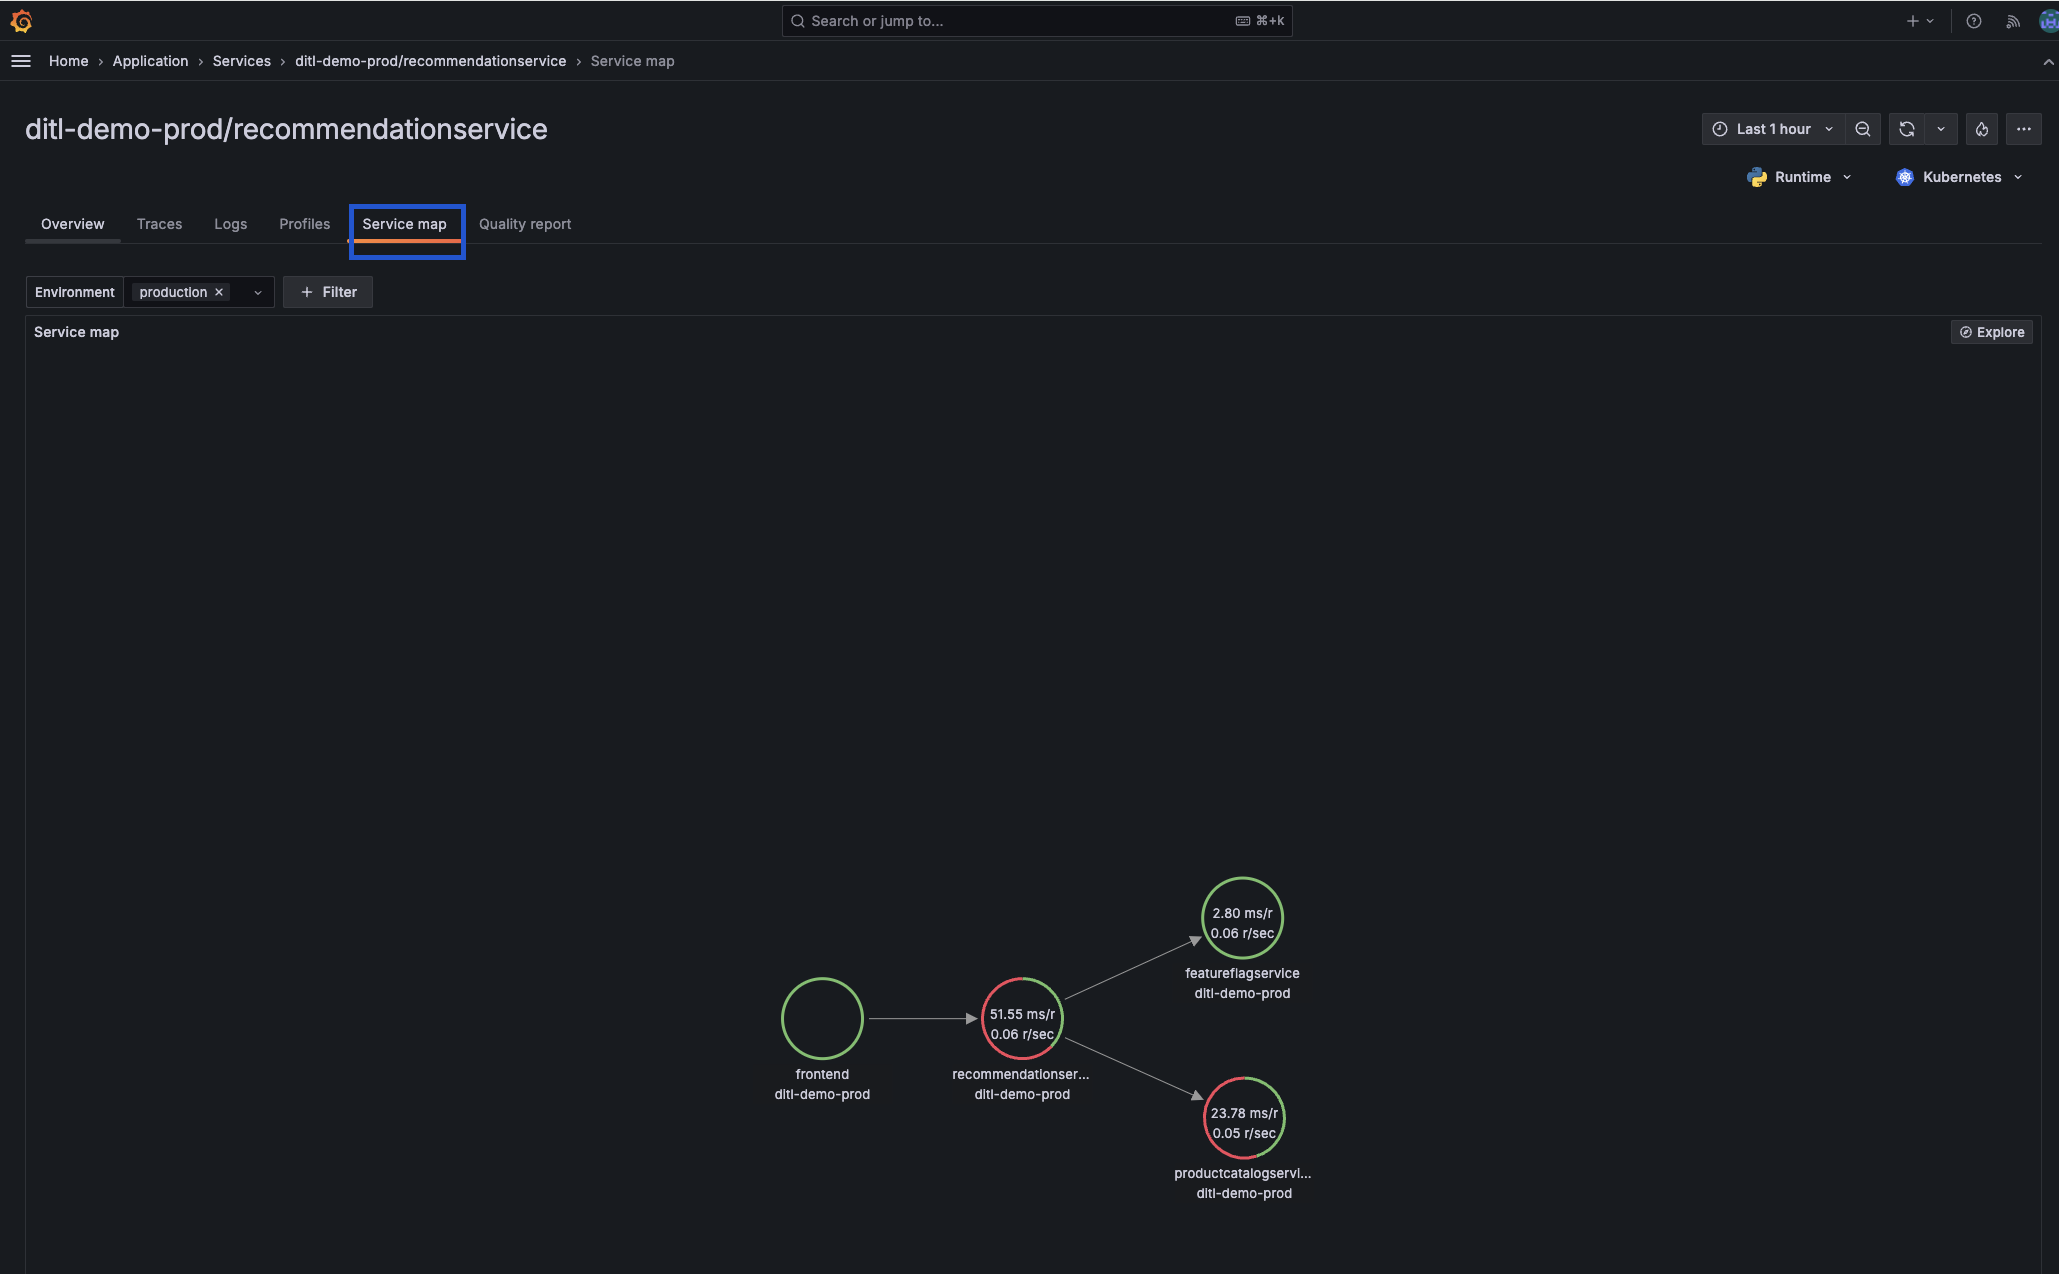 Search or jump to... ⌘+k
Home › Application › Services › ditl-demo-prod/recommendationservice › Service map
ditl-demo-prod/recommendationservice
Last 1 hour
Runtime Kubernetes
Overview Traces Logs Profiles Service map Quality report
Environment production × + Filter
Service map
Explore
2.80 ms/r
0.06 r/sec
featureflagservice
ditl-demo-prod
frontend
ditl-demo-prod
51.55 ms/r
0.06 r/sec
recommendationser...
ditl-demo-prod
23.78 ms/r
0.05 r/sec
productcatalogservi...
ditl-demo-prod